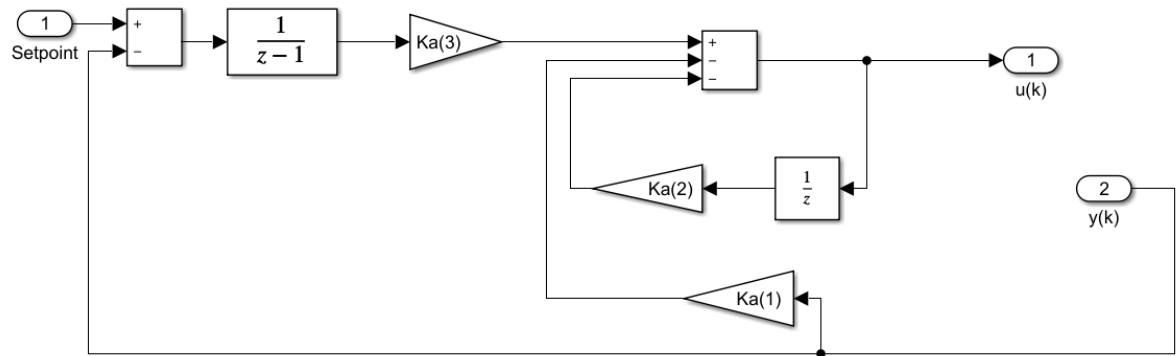 1
Setpoint
+
−
1
z − 1
Ka(3)
+
−
−
1
u(k)
Ka(2)
1
z
2
y(k)
Ka(1)